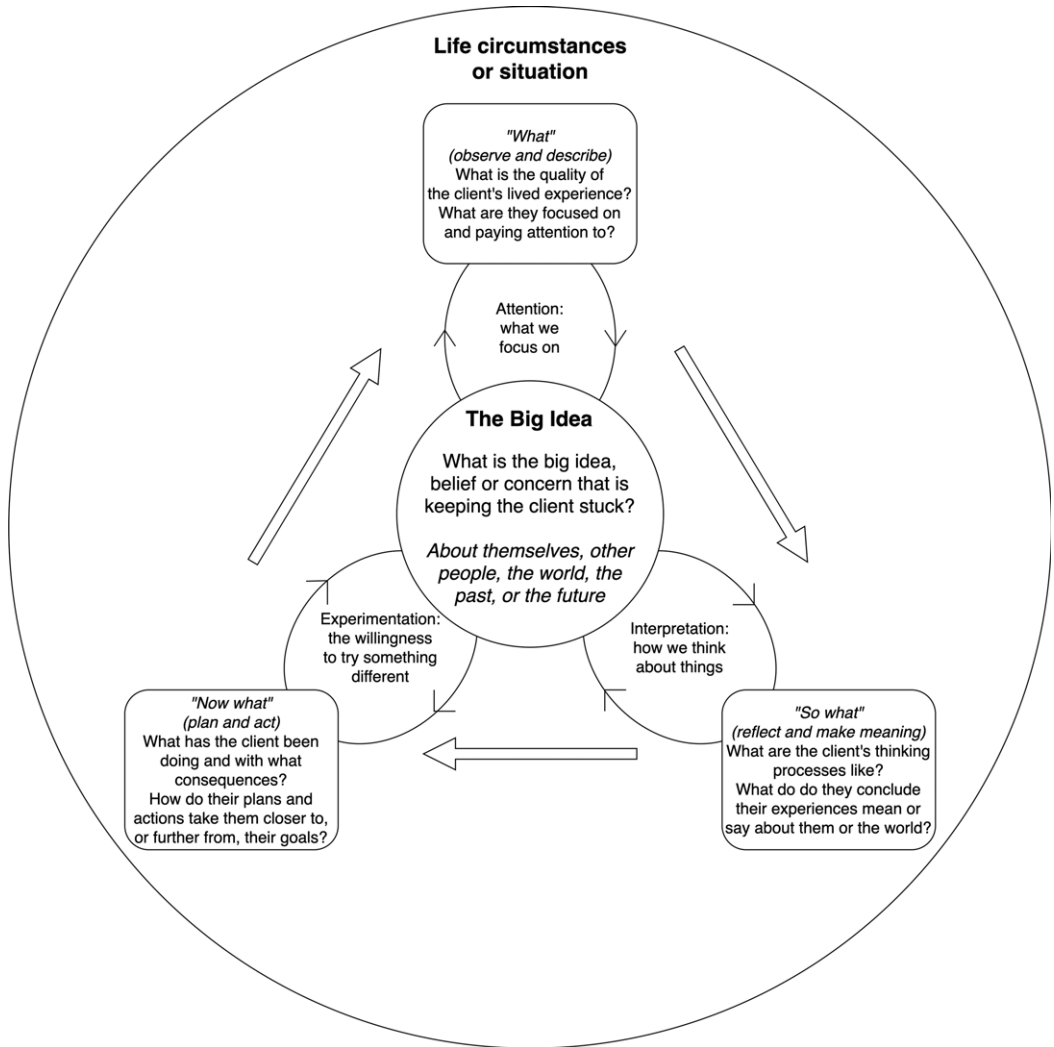 Life circumstances
or situation
"What"
(observe and describe)
What is the quality of
the client's lived experience?
What are they focused on
and paying attention to?
Attention:
what we
focus on
The Big Idea
What is the big idea,
belief or concern that is
keeping the client stuck?
About themselves, other
people, the world, the
past, or the future
Experimentation:
the willingness
to try something
different
Interpretation:
how we think
about things
"Now what"
(plan and act)
What has the client been
doing and with what
consequences?
How do their plans and
actions take them closer to,
or further from, their goals?
"So what"
(reflect and make meaning)
What are the client's thinking
processes like?
What do do they conclude
their experiences mean or
say about them or the world?